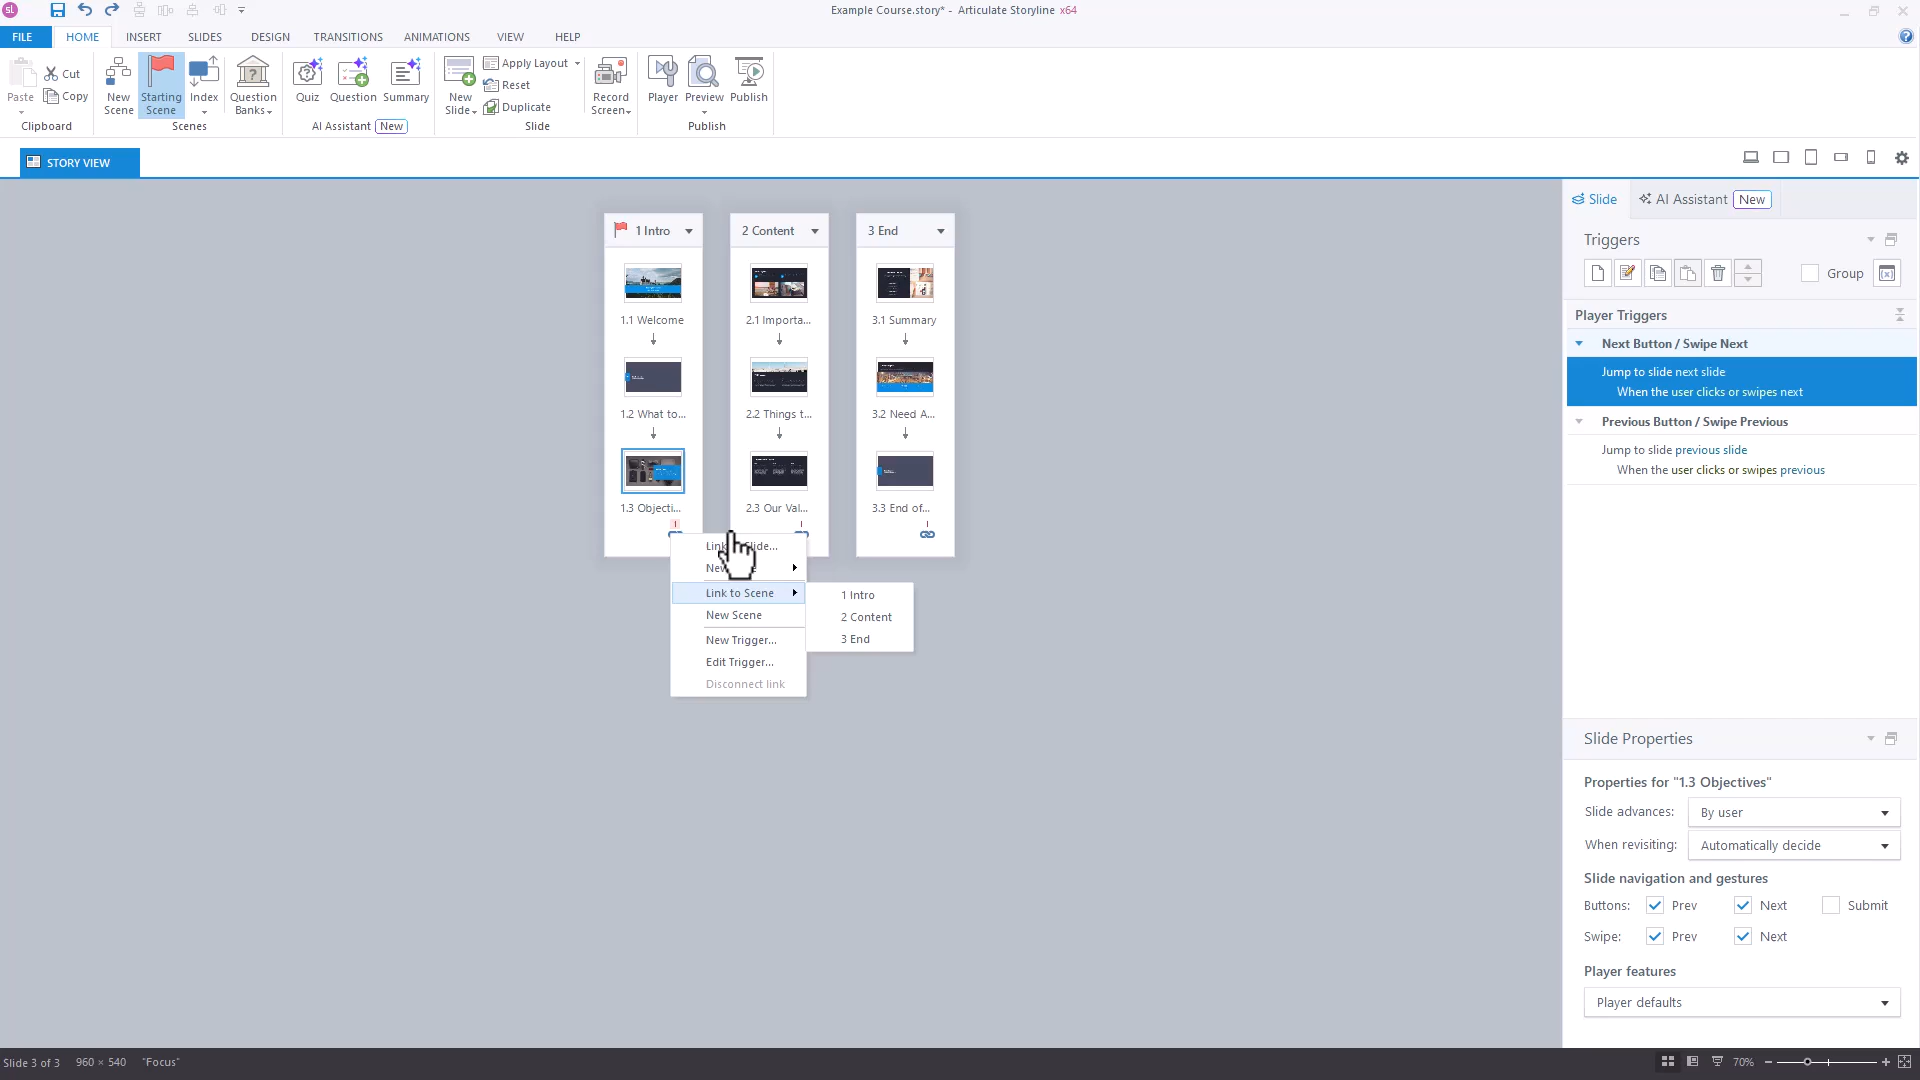 Example Course.story* - Articulate Storyline x64
FILE HOME INSERT SLIDES DESIGN TRANSITIONS ANIMATIONS VIEW HELP
Paste
Cut
Copy
Clipboard
New Scene
Starting Scene
Index
Question Banks
Scenes
Quiz
Question
Summary
AI Assistant New
New Slide
Apply Layout
Reset
Duplicate
Slide
Record Screen
Player
Preview
Publish
Publish
STORY VIEW
1 Intro
1.1 Welcome
1.2 What to...
1.3 Objecti...
2 Content
2.1 Importa...
2.2 Things t...
2.3 Our Val...
3 End
3.1 Summary
3.2 Need A...
3.3 End of...
Link Slide...
New
Link to Scene
New Scene
New Trigger...
Edit Trigger...
Disconnect link
1 Intro
2 Content
3 End
Slide AI Assistant New
Triggers
Group
Player Triggers
Next Button / Swipe Next
Jump to slide next slide
When the user clicks or swipes next
Previous Button / Swipe Previous
Jump to slide previous slide
When the user clicks or swipes previous
Slide Properties
Properties for "1.3 Objectives"
Slide advances: By user
When revisiting: Automatically decide
Slide navigation and gestures
Buttons: Prev Next Submit
Swipe: Prev Next
Player features
Player defaults
Slide 3 of 3 960 × 540 "Focus"
70%